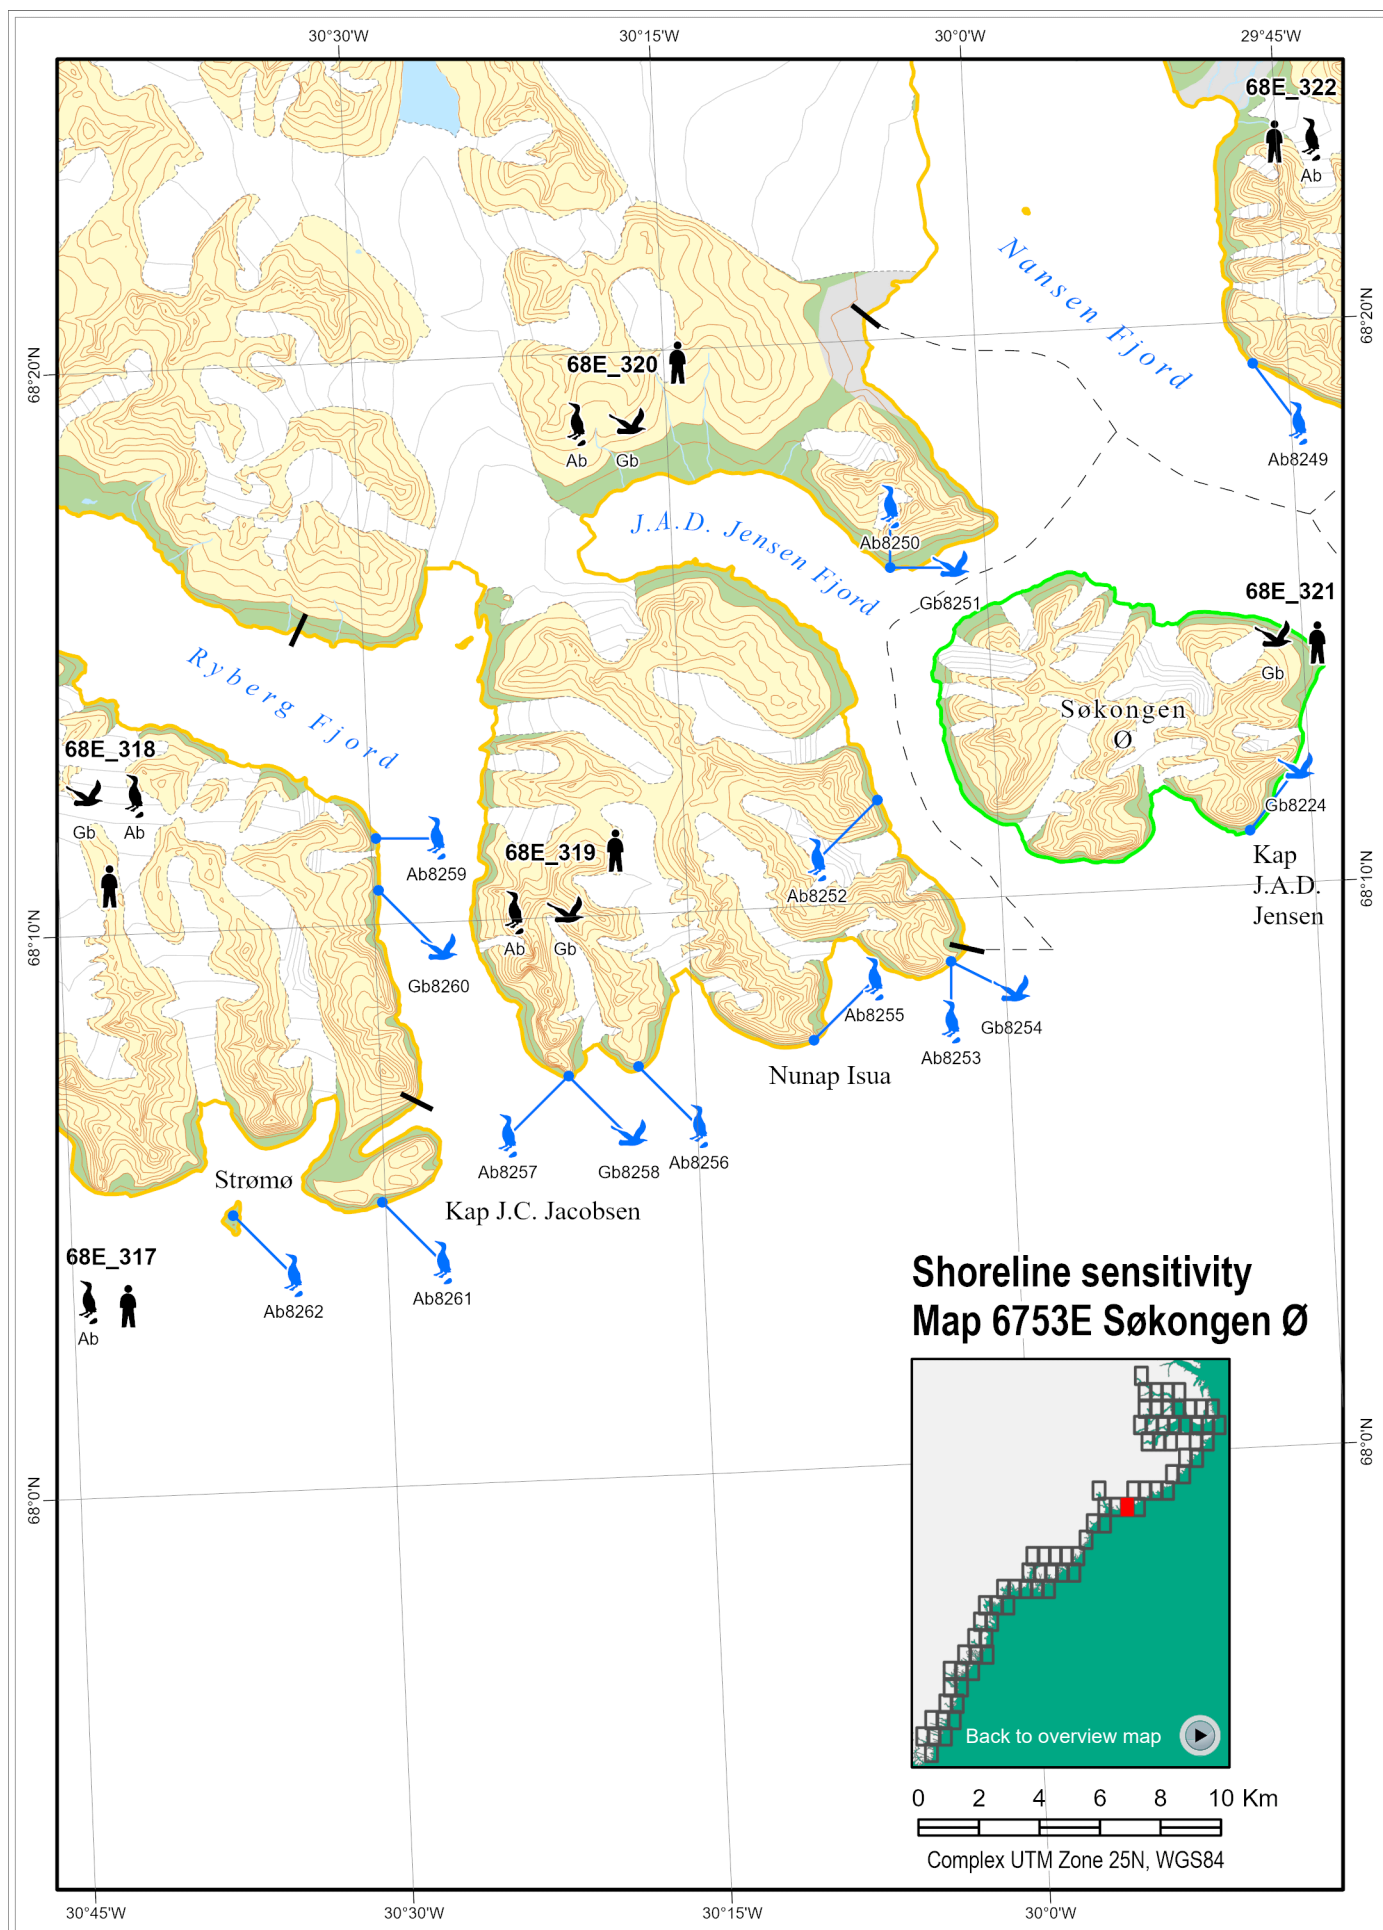 30°30'W
30°15'W
30°0'W
29°45'W
68E_322
Ab
Nansen Fjord
68°20'N
68°20'N
68E_320
Ab
Gb
Ab8249
J.A.D. Jensen Fjord
Ab8250
Gb8251
68E_321
Gb
Ryberg Fjord
Søkongen
Ø
68E_318
Gb
Ab
Gb8224
68E_319
Ab
Gb
Ab8259
Ab8252
Kap
J.A.D.
Jensen
68°10'N
68°10'N
Gb8260
Ab8255
Gb8254
Ab8253
Nunap Isua
Ab8257
Gb8258
Ab8256
Strømø
Kap J.C. Jacobsen
68E_317
Ab
Ab8262
Ab8261
Shoreline sensitivity
Map 6753E Søkongen Ø
68°0'N
68°0'N
Back to overview map
0 2 4 6 8 10 Km
Complex UTM Zone 25N, WGS84
30°45'W
30°30'W
30°15'W
30°0'W